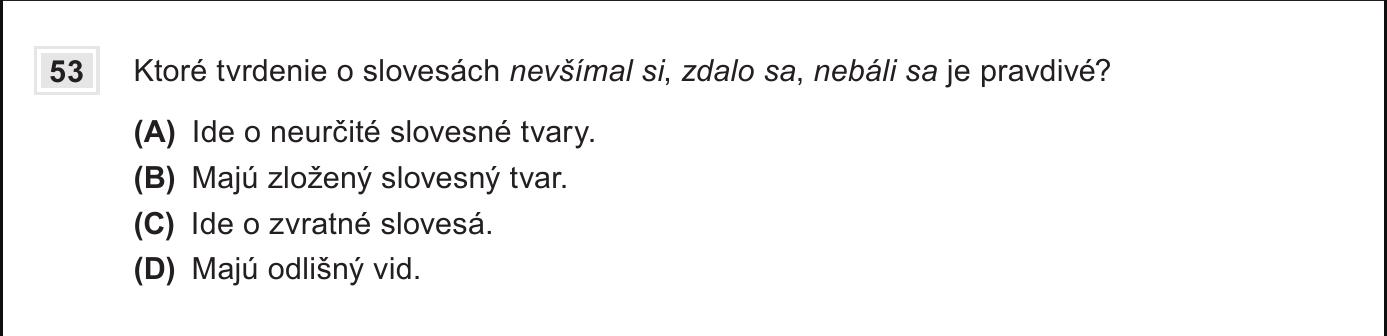 53 Ktoré tvrdenie o slovesách nevšímal si, zdalo sa, nebáli sa je pravdivé?
(A) Ide o neurčité slovesné tvary.
(B) Majú zložený slovesný tvar.
(C) Ide o zvratné slovesá.
(D) Majú odlišný vid.